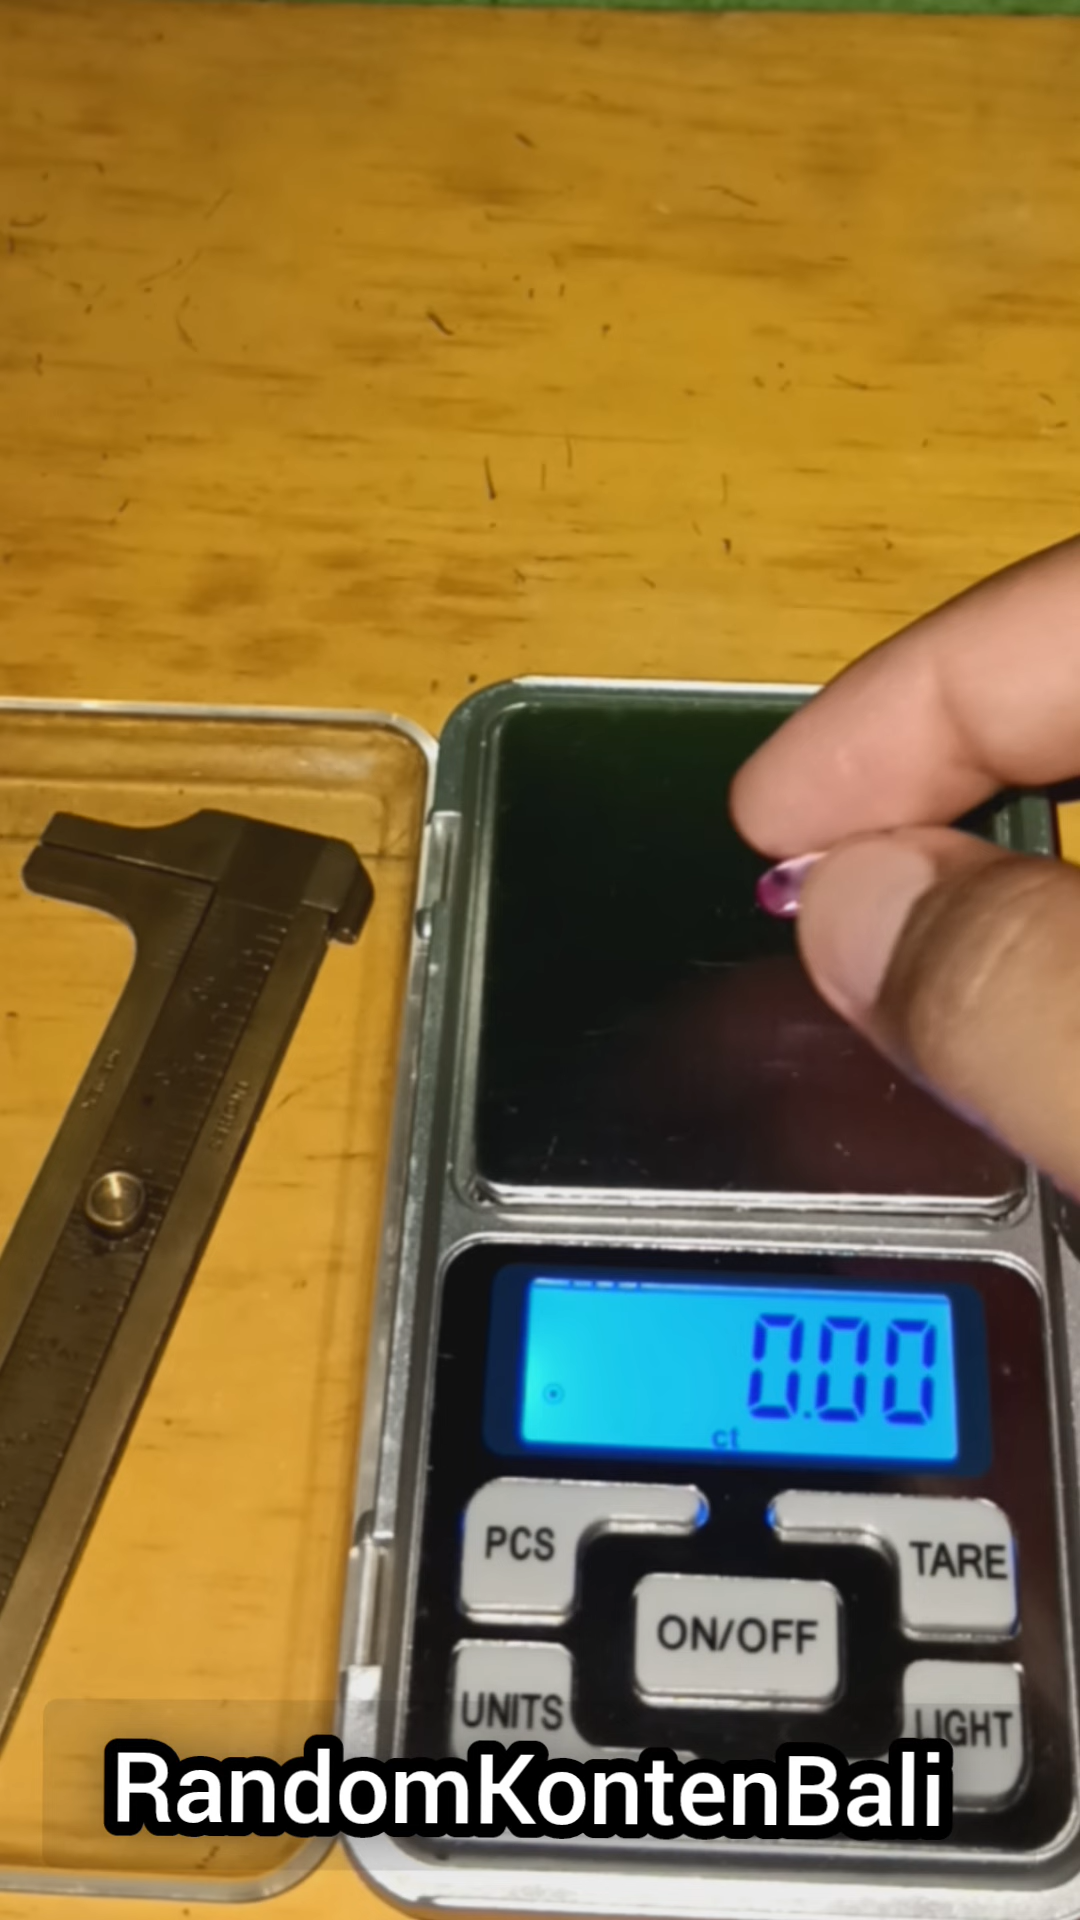 0.00
ct
PCS
TARE
ON/OFF
UNITS
LIGHT
RandomKontenBali